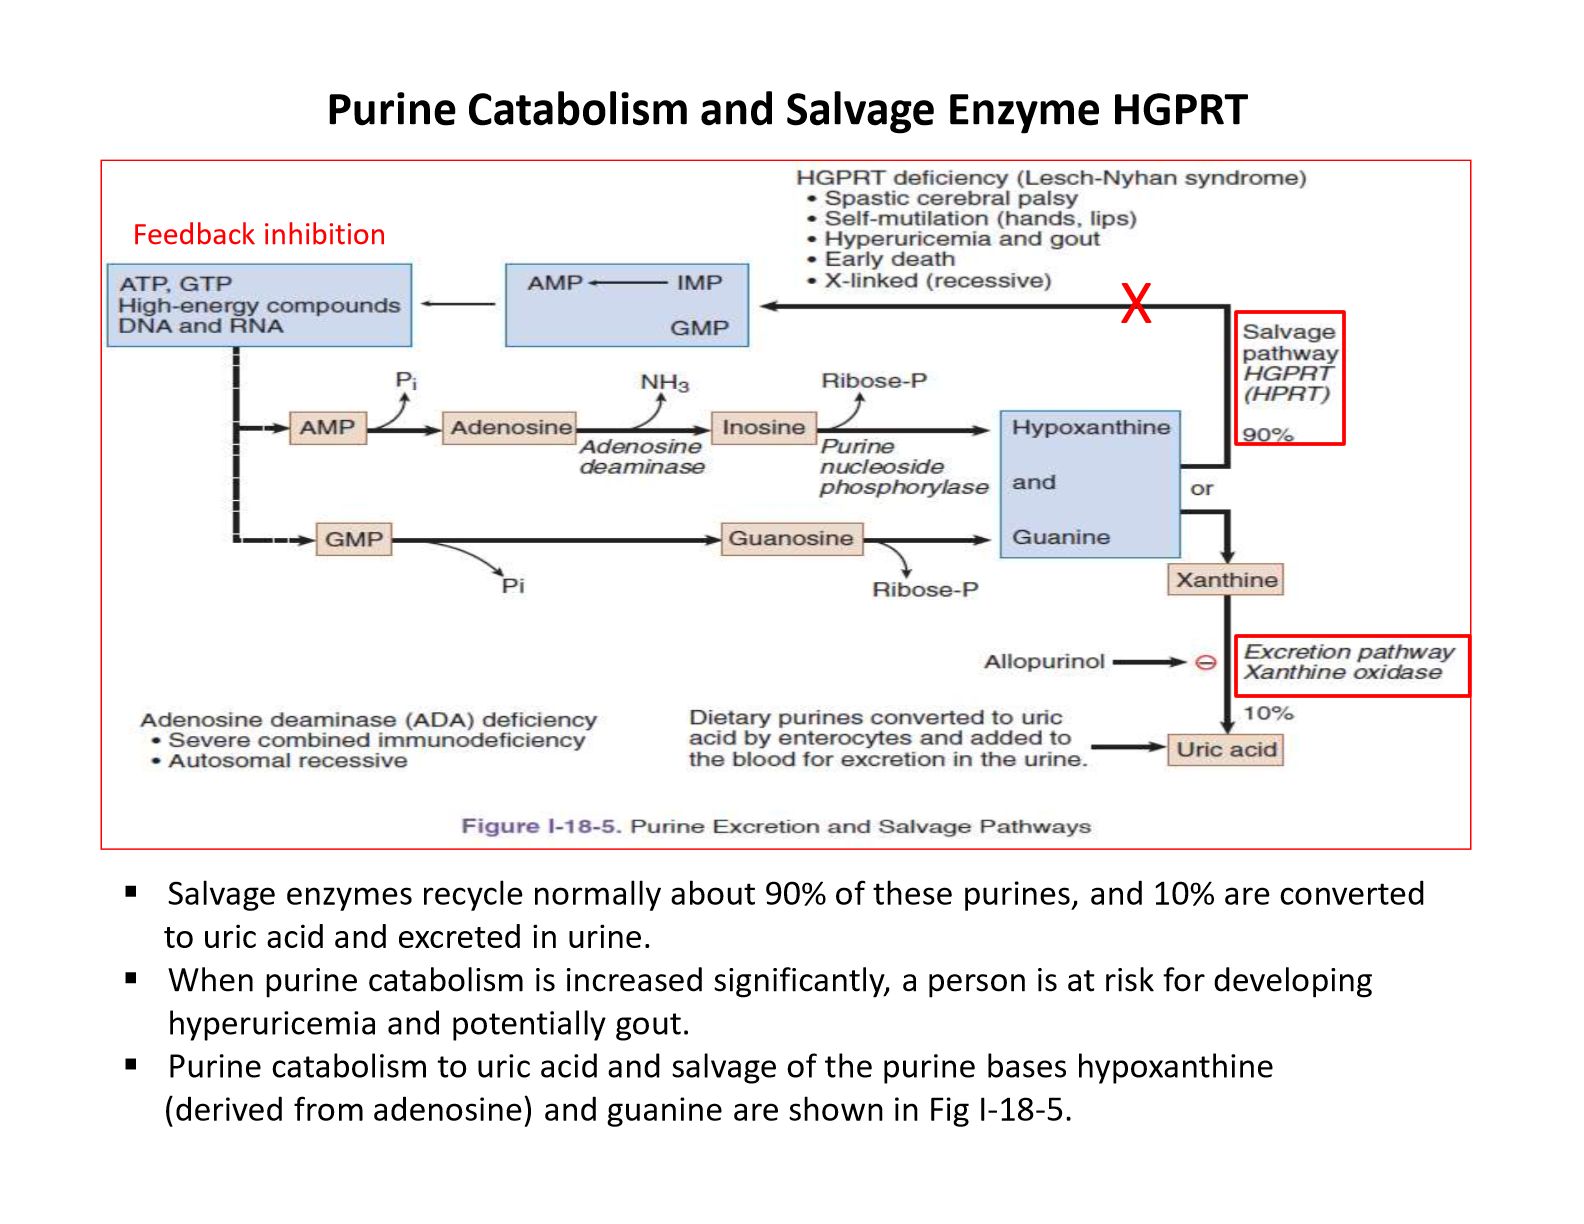 Purine Catabolism and Salvage Enzyme HGPRT
HGPRT deficiency (Lesch-Nyhan syndrome)
• Spastic cerebral palsy
• Self-mutilation (hands, lips)
• Hyperuricemia and gout
• Early death
• X-linked (recessive)
Feedback inhibition
ATP, GTP
High-energy compounds
DNA and RNA
AMP IMP
GMP
X
Salvage
pathway
HGPRT
(HPRT)
90%
Pi
NH3
Ribose-P
AMP
Adenosine
Adenosine
deaminase
Inosine
Purine
nucleoside
phosphorylase
Hypoxanthine
and
Guanine
or
GMP
Pi
Guanosine
Ribose-P
Xanthine
Allopurinol
Excretion pathway
Xanthine oxidase
10%
Uric acid
Adenosine deaminase (ADA) deficiency
• Severe combined immunodeficiency
• Autosomal recessive
Dietary purines converted to uric
acid by enterocytes and added to
the blood for excretion in the urine.
Figure I-18-5. Purine Excretion and Salvage Pathways
▪ Salvage enzymes recycle normally about 90% of these purines, and 10% are converted
to uric acid and excreted in urine.
▪ When purine catabolism is increased significantly, a person is at risk for developing
hyperuricemia and potentially gout.
▪ Purine catabolism to uric acid and salvage of the purine bases hypoxanthine
(derived from adenosine) and guanine are shown in Fig I-18-5.